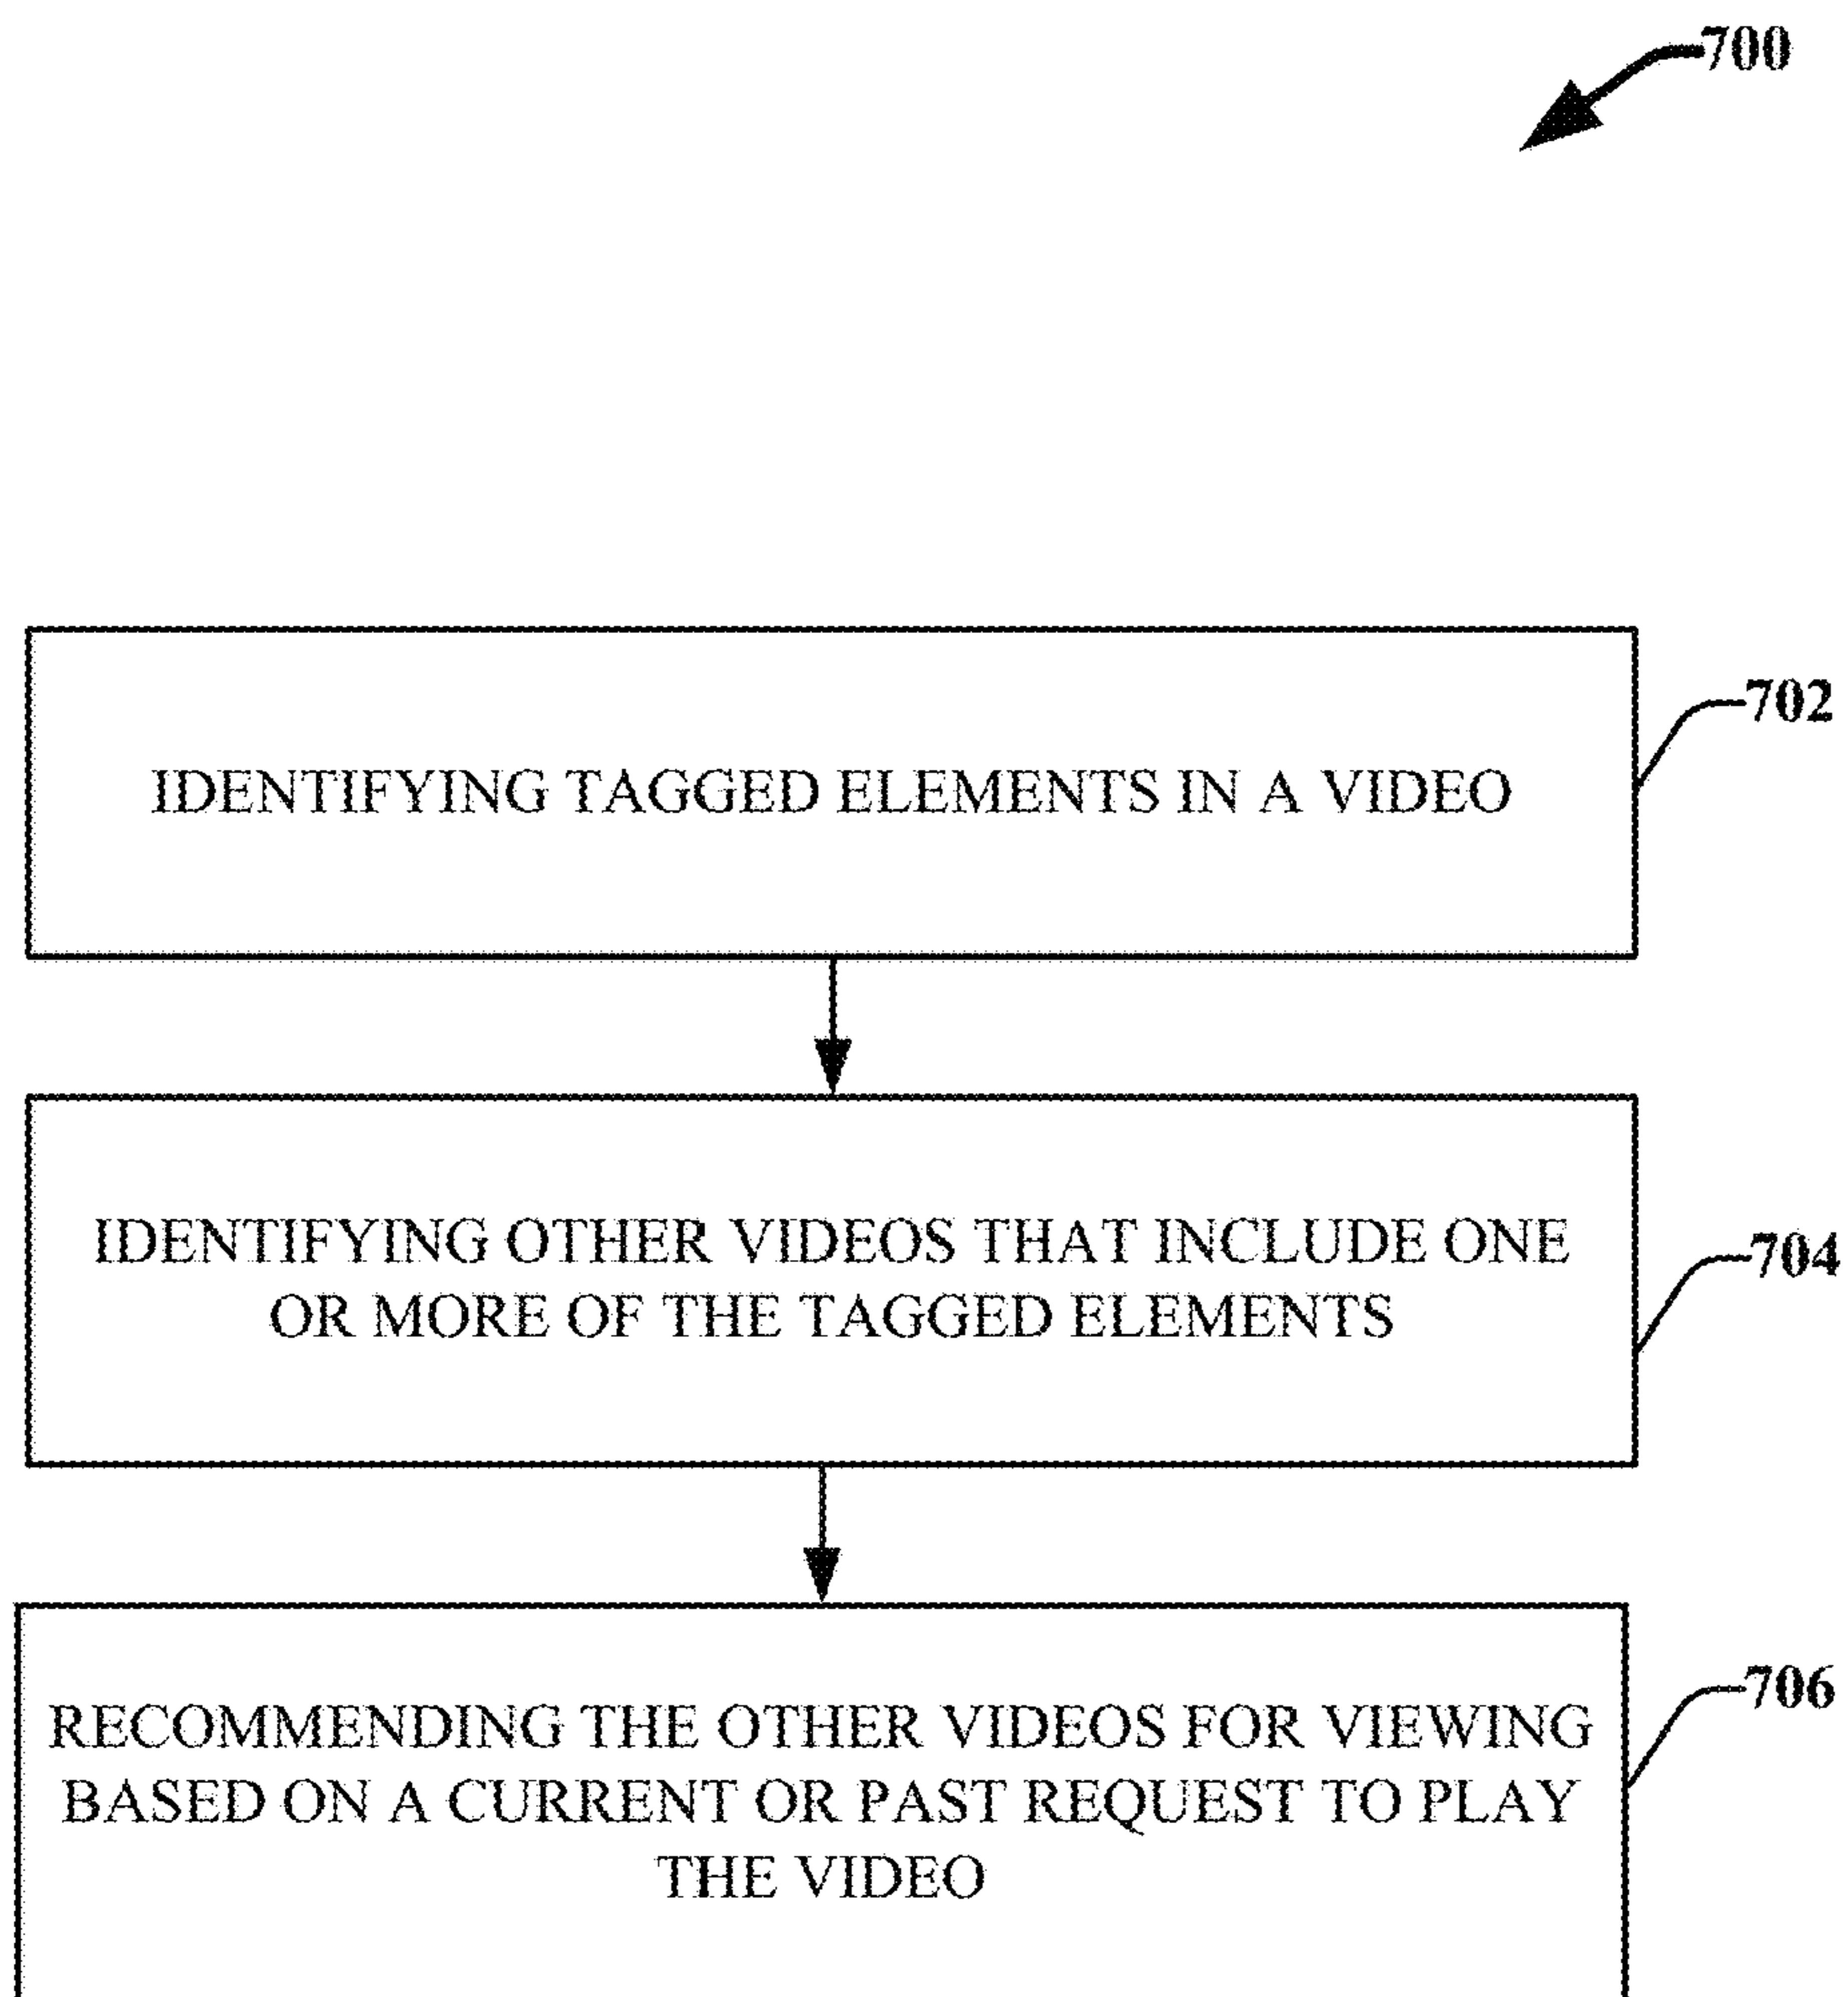 700
IDENTIFYING TAGGED ELEMENTS IN A VIDEO
702
IDENTIFYING OTHER VIDEOS THAT INCLUDE ONE
OR MORE OF THE TAGGED ELEMENTS
704
RECOMMENDING THE OTHER VIDEOS FOR VIEWING
BASED ON A CURRENT OR PAST REQUEST TO PLAY
THE VIDEO
706